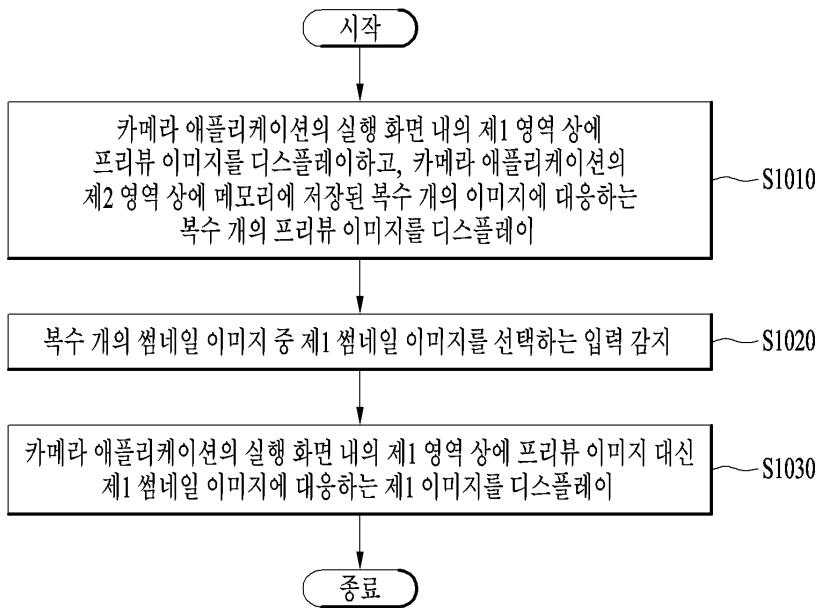 시작
카메라 애플리케이션의 실행 화면 내의 제1 영역 상에
프리뷰 이미지를 디스플레이하고, 카메라 애플리케이션의
제2 영역 상에 메모리에 저장된 복수 개의 이미지에 대응하는
복수 개의 프리뷰 이미지를 디스플레이
S1010
복수 개의 썸네일 이미지 중 제1 썸네일 이미지를 선택하는 입력 감지
S1020
카메라 애플리케이션의 실행 화면 내의 제1 영역 상에 프리뷰 이미지 대신
제1 썸네일 이미지에 대응하는 제1 이미지를 디스플레이
S1030
종료